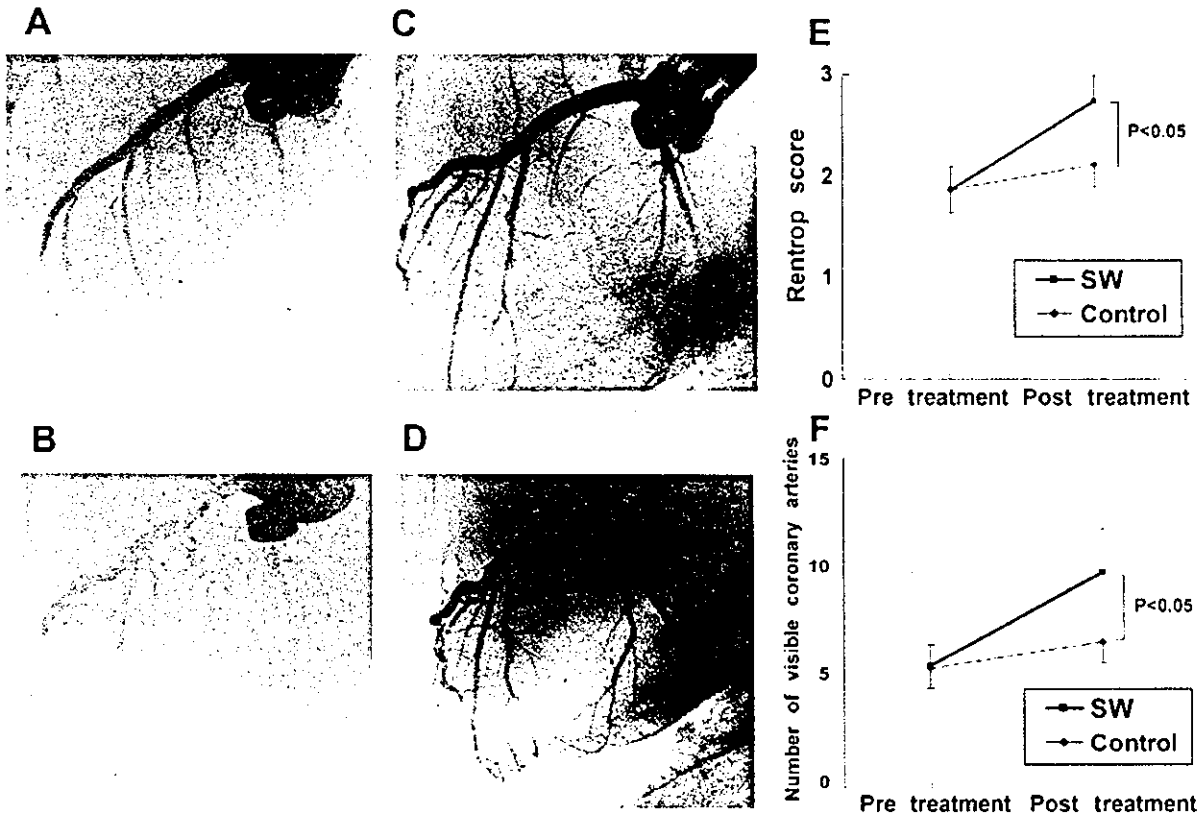 A
C
E
3
2
1
0
Rentrop score
P<0.05
SW
Control
Pre treatment Post treatment
B
D
F
15
10
5
0
Number of visible coronary arteries
P<0.05
SW
Control
Pre treatment Post treatment